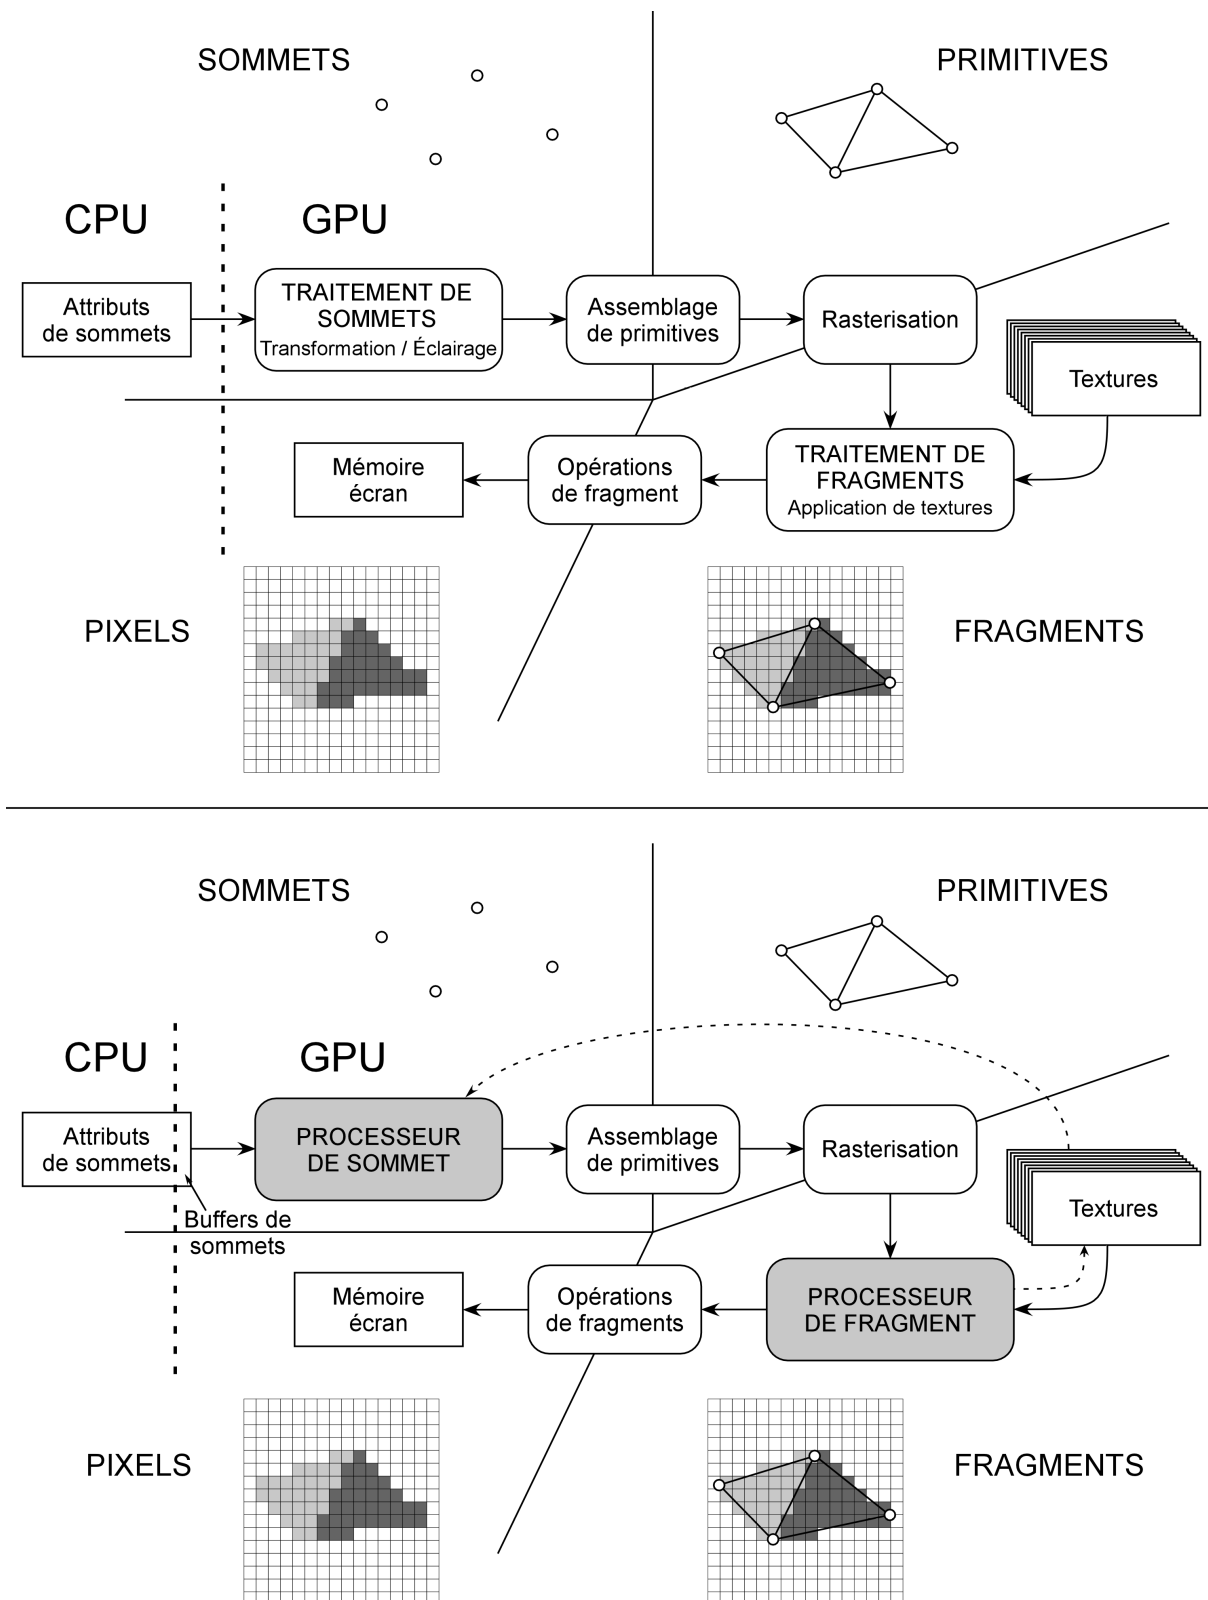 SOMMETS
PRIMITIVES
CPU
GPU
Attributs
de sommets
TRAITEMENT DE
SOMMETS
Transformation / Éclairage
Assemblage
de primitives
Rasterisation
Textures
Mémoire
écran
Opérations
de fragment
TRAITEMENT DE
FRAGMENTS
Application de textures
PIXELS
FRAGMENTS
SOMMETS
PRIMITIVES
CPU
GPU
Attributs
de sommets
PROCESSEUR
DE SOMMET
Assemblage
de primitives
Rasterisation
Textures
Buffers de
sommets
Mémoire
écran
Opérations
de fragments
PROCESSEUR
DE FRAGMENT
PIXELS
FRAGMENTS